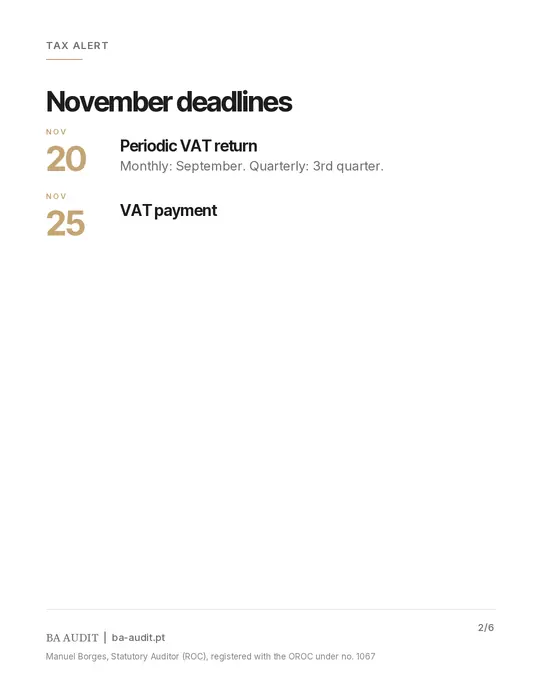 TAX ALERT
November deadlines
NOV
20
Periodic VAT return
Monthly: September. Quarterly: 3rd quarter.
NOV
25
VAT payment
2/6
BA AUDIT | ba-audit.pt
Manuel Borges, Statutory Auditor (ROC), registered with the OROC under no. 1067